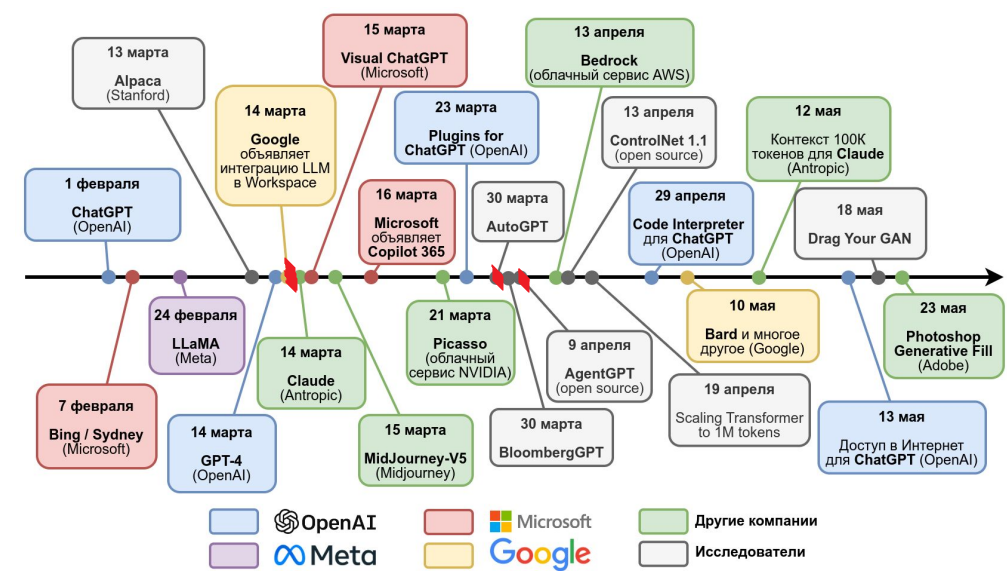 13 марта
Alpaca
(Stanford)
15 марта
Visual ChatGPT
(Microsoft)
13 апреля
Bedrock
(облачный сервис AWS)
14 марта
Google
объявляет
интеграцию LLM
в Workspace
23 марта
Plugins for
ChatGPT (OpenAI)
13 апреля
ControlNet 1.1
(open source)
12 мая
Контекст 100К
токенов для Claude
(Antropic)
1 февраля
ChatGPT
(OpenAI)
16 марта
Microsoft
объявляет
Copilot 365
30 марта
AutoGPT
29 апреля
Code Interpreter
для ChatGPT
(OpenAI)
18 мая
Drag Your GAN
24 февраля
LLaMA
(Meta)
14 марта
Claude
(Antropic)
21 марта
Picasso
(облачный
сервис NVIDIA)
9 апреля
AgentGPT
(open source)
10 мая
Bard и многое
другое (Google)
23 мая
Photoshop
Generative Fill
(Adobe)
7 февраля
Bing / Sydney
(Microsoft)
14 марта
GPT-4
(OpenAI)
15 марта
MidJourney-V5
(Midjourney)
30 марта
BloombergGPT
19 апреля
Scaling Transformer
to 1M tokens
13 мая
Доступ в Интернет
для ChatGPT (OpenAI)
OpenAI
Microsoft
Другие компании
Meta
Google
Исследователи